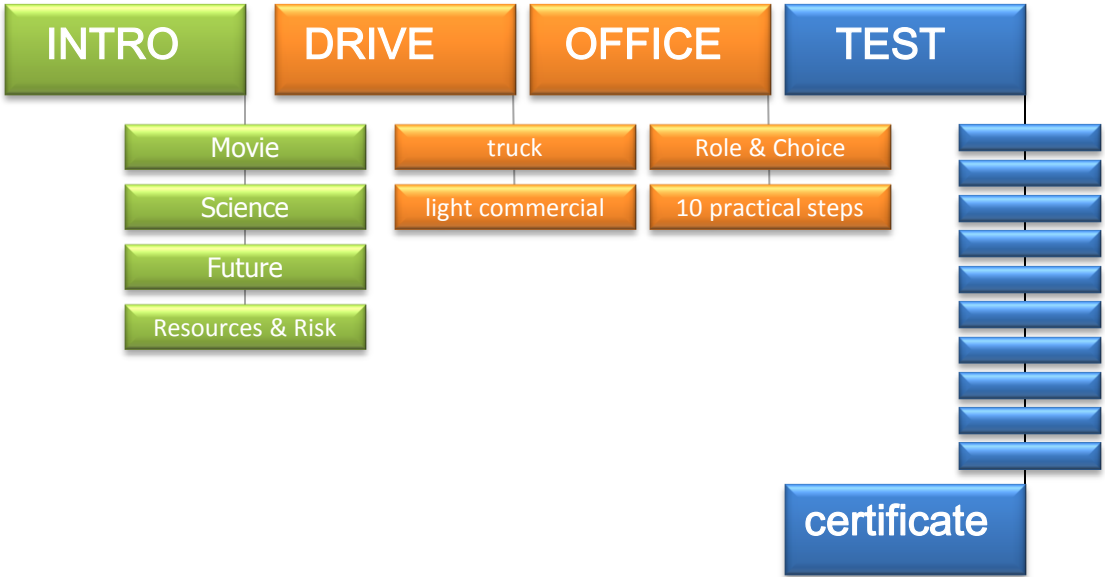 INTRO
DRIVE
OFFICE
TEST
Movie
Science
Future
Resources & Risk
truck
light commercial
Role & Choice
10 practical steps
certificate